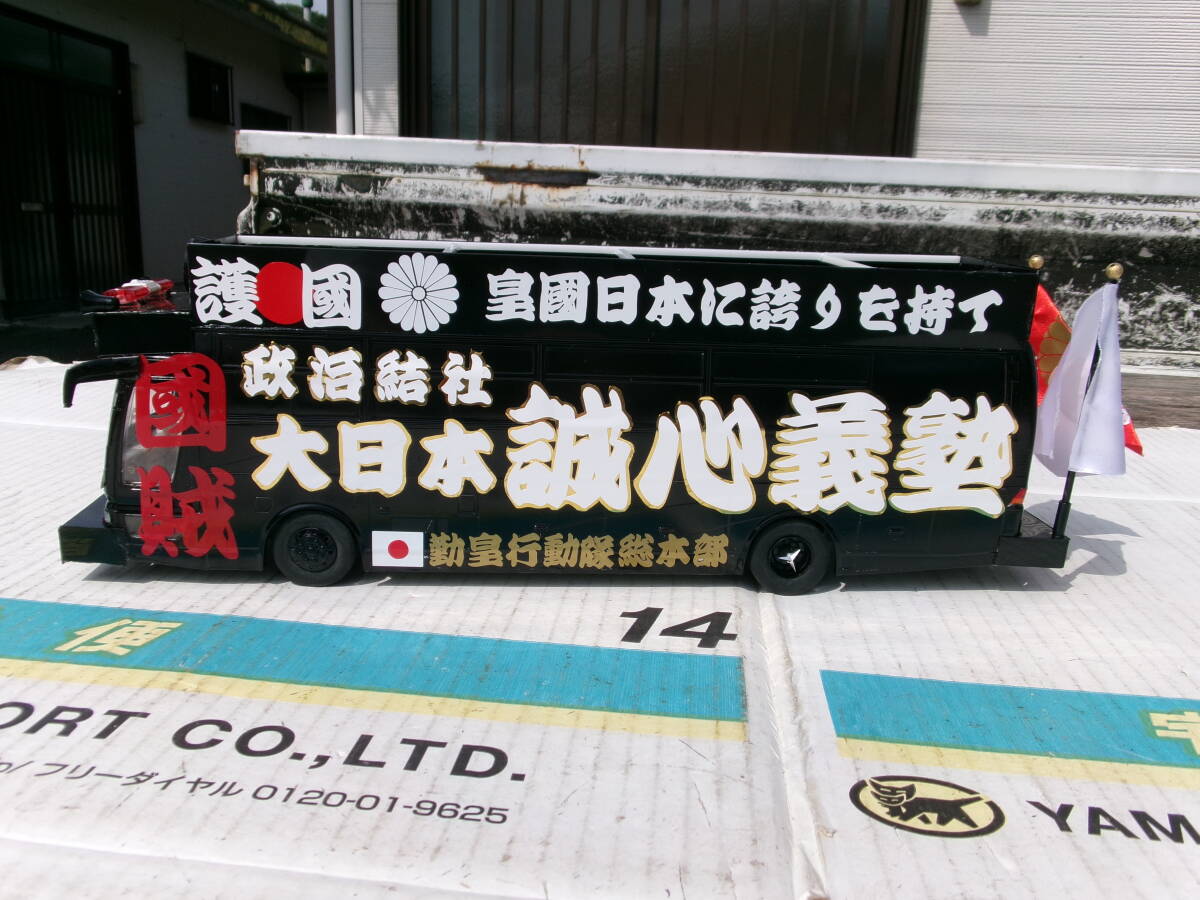 護国 皇國日本に誇りを持て
國賊
政治結社
大日本誠心義塾
勤皇行動隊総本部
14
便
ORT CO.,LTD.
p/ フリーダイヤル 0120-01-9625
宅
YAM